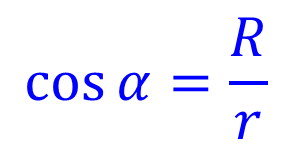 cos α = R/r